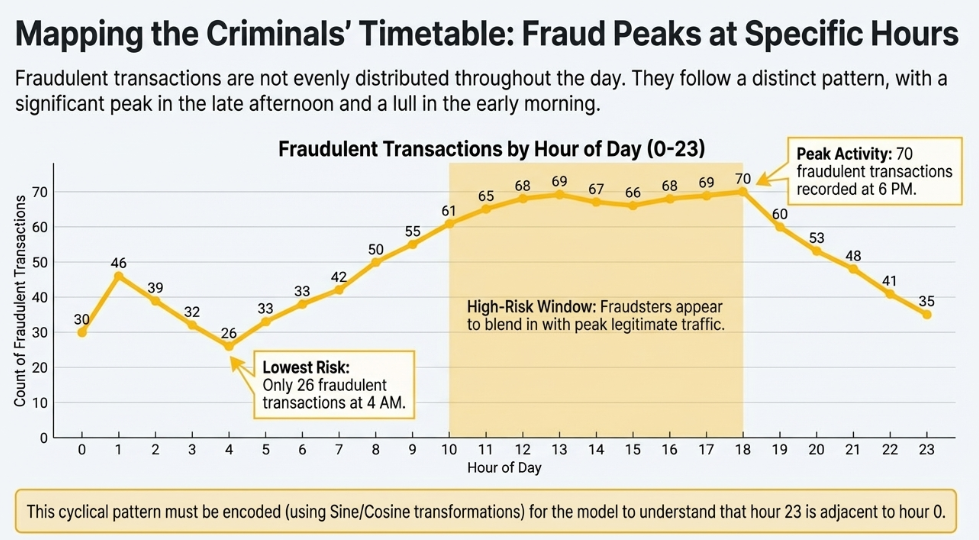 Mapping the Criminals' Timetable: Fraud Peaks at Specific Hours
Fraudulent transactions are not evenly distributed throughout the day. They follow a distinct pattern, with a
significant peak in the late afternoon and a lull in the early morning.
Fraudulent Transactions by Hour of Day (0-23)
Peak Activity: 70
fraudulent transactions
recorded at 6 PM.
Count of Fraudulent Transactions
70
60
50
40
30
20
10
0
30
46
39
32
26
33
33
42
50
55
61
65
68
69
67
66
68
69
70
60
53
48
41
35
High-Risk Window: Fraudsters appear
to blend in with peak legitimate traffic.
Lowest Risk:
Only 26 fraudulent
transactions at 4 AM.
0 1 2 3 4 5 6 7 8 9 10 11 12 13 14 15 16 17 18 19 20 21 22 23
Hour of Day
This cyclical pattern must be encoded (using Sine/Cosine transformations) for the model to understand that hour 23 is adjacent to hour 0.